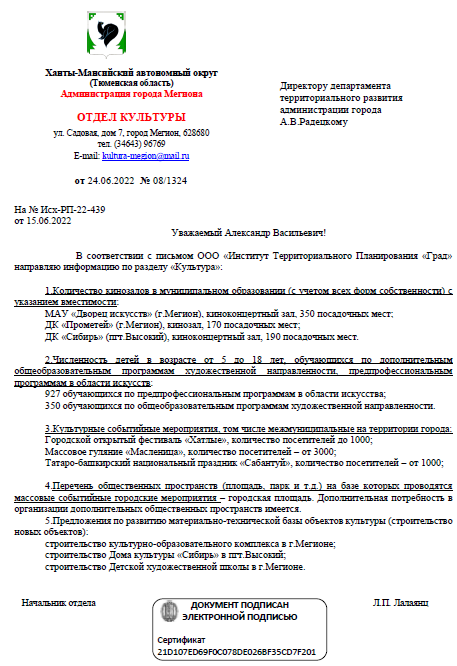 Ханты-Мансийский автономный округ
(Тюменская область)
Администрация города Мегиона
ОТДЕЛ КУЛЬТУРЫ
ул. Садовая, дом 7, город Мегион, 628680
тел. (34643) 96769
E-mail: kultura-megion@mail.ru
от 24.06.2022 № 08/1324
Директору департамента
территориального развития
администрации города
А.В.Радецкому
На № Исх-РП-22-439
от 15.06.2022
Уважаемый Александр Васильевич!
В соответствии с письмом ООО «Институт Территориального Планирования «Град»
направляю информацию по разделу «Культура»:
1.Количество кинозалов в муниципальном образовании (с учетом всех форм собственности) с
указанием вместимости:
МАУ «Дворец искусств» (г.Мегион), киноконцертный зал, 350 посадочных мест;
ДК «Прометей» (г.Мегион), кинозал, 170 посадочных мест;
ДК «Сибирь» (пгт.Высокий), киноконцертный зал, 190 посадочных мест.
2.Численность детей в возрасте от 5 до 18 лет, обучающихся по дополнительным
общеобразовательным программам художественной направленности, предпрофессиональным
программам в области искусств:
927 обучающихся по предпрофессиональным программам в области искусства;
350 обучающихся по общеобразовательным программам художественной направленности.
3.Культурные событийные мероприятия, том числе межмуниципальные на территории города:
Городской открытый фестиваль «Хатлые», количество посетителей до 1000;
Массовое гуляние «Масленица», количество посетителей – от 3000;
Татаро-башкирский национальный праздник «Сабантуй», количество посетителей – от 1000;
4.Перечень общественных пространств (площадь, парк и т.д.) на базе которых проводятся
массовые событийные городские мероприятия – городская площадь. Дополнительная потребность в
организации дополнительных общественных пространств имеется.
5.Предложения по развитию материально-технической базы объектов культуры (строительство
новых объектов):
строительство культурно-образовательного комплекса в г.Мегионе;
строительство Дома культуры «Сибирь» в пгт.Высокий;
строительство Детской художественной школы в г.Мегионе.
Начальник отдела
Л.П. Лалаянц
ДОКУМЕНТ ПОДПИСАН
ЭЛЕКТРОННОЙ ПОДПИСЬЮ
Сертификат
21D107ED69F0C078DE026BF35CD7F201